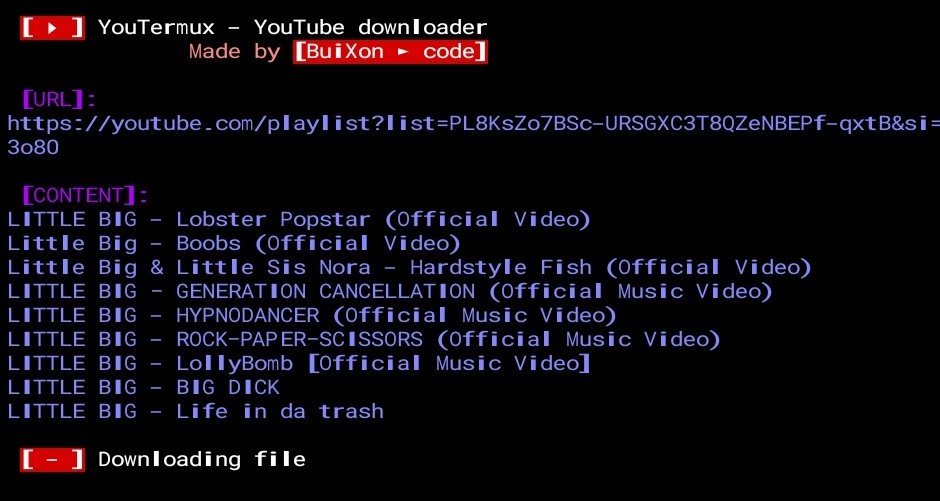 [ ▶ ] YouTermux - YouTube downloader
Made by [BuiXon ► code]
[URL]:
https://youtube.com/playlist?list=PL8KsZo7BSc-URSGXC3T8QZeNBEPf-qxtB&si=
3o80
[CONTENT]:
LITTLE BIG - Lobster Popstar (Official Video)
Little Big - Boobs (Official Video)
Little Big & Little Sis Nora - Hardstyle Fish (Official Video)
LITTLE BIG - GENERATION CANCELLATION (Official Music Video)
LITTLE BIG - HYPNODANCER (Official Music Video)
LITTLE BIG - ROCK-PAPER-SCISSORS (Official Music Video)
LITTLE BIG - LollyBomb [Official Music Video]
LITTLE BIG - BIG DICK
LITTLE BIG - Life in da trash
[ - ] Downloading file